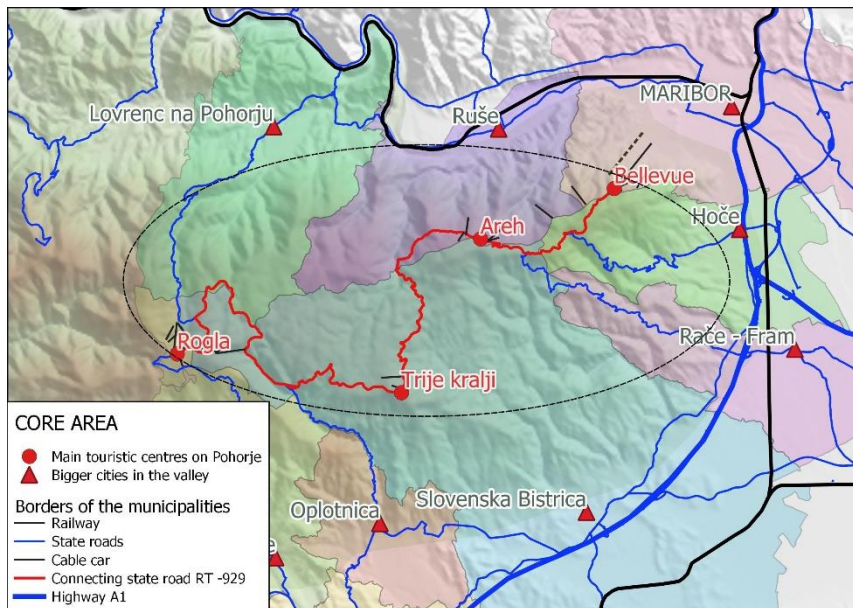 Lovrenc na Pohorju
Ruše
MARIBOR
Bellevue
Areh
Hoče
Rogla
Rače - Fram
Trije kralji
CORE AREA
Main touristic centres on Pohorje
Bigger cities in the valley
Borders of the municipalities
Railway
State roads
Cable car
Connecting state road RT -929
Highway A1
Oplotnica
Slovenska Bistrica
e